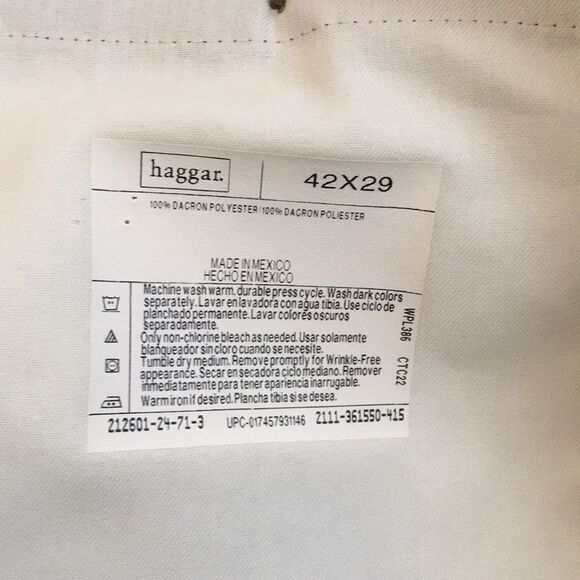 haggar. 42X29
100% DACRON POLYESTER/100% DACRON POLIESTER
MADE IN MEXICO
HECHO EN MEXICO
Machine wash warm, durable press cycle. Wash dark colors
separately. Lavar en lavadora con agua tibia. Use ciclo de
planchado permanente. Lavar colores oscuros
separadamente.
Only non-chlorine bleach as needed. Usar solamente
blanqueador sin cloro cuando se necesite.
Tumble dry medium. Remove promptly for Wrinkle-Free
appearance. Secar en secadora ciclo mediano. Remover
inmediatamente para tener apariencia inarrugable.
Warm iron if desired. Plancha tibia si se desea.
WPL386 CTC22
212601-24-71-3 UPC-017457931146 2111-361550-415